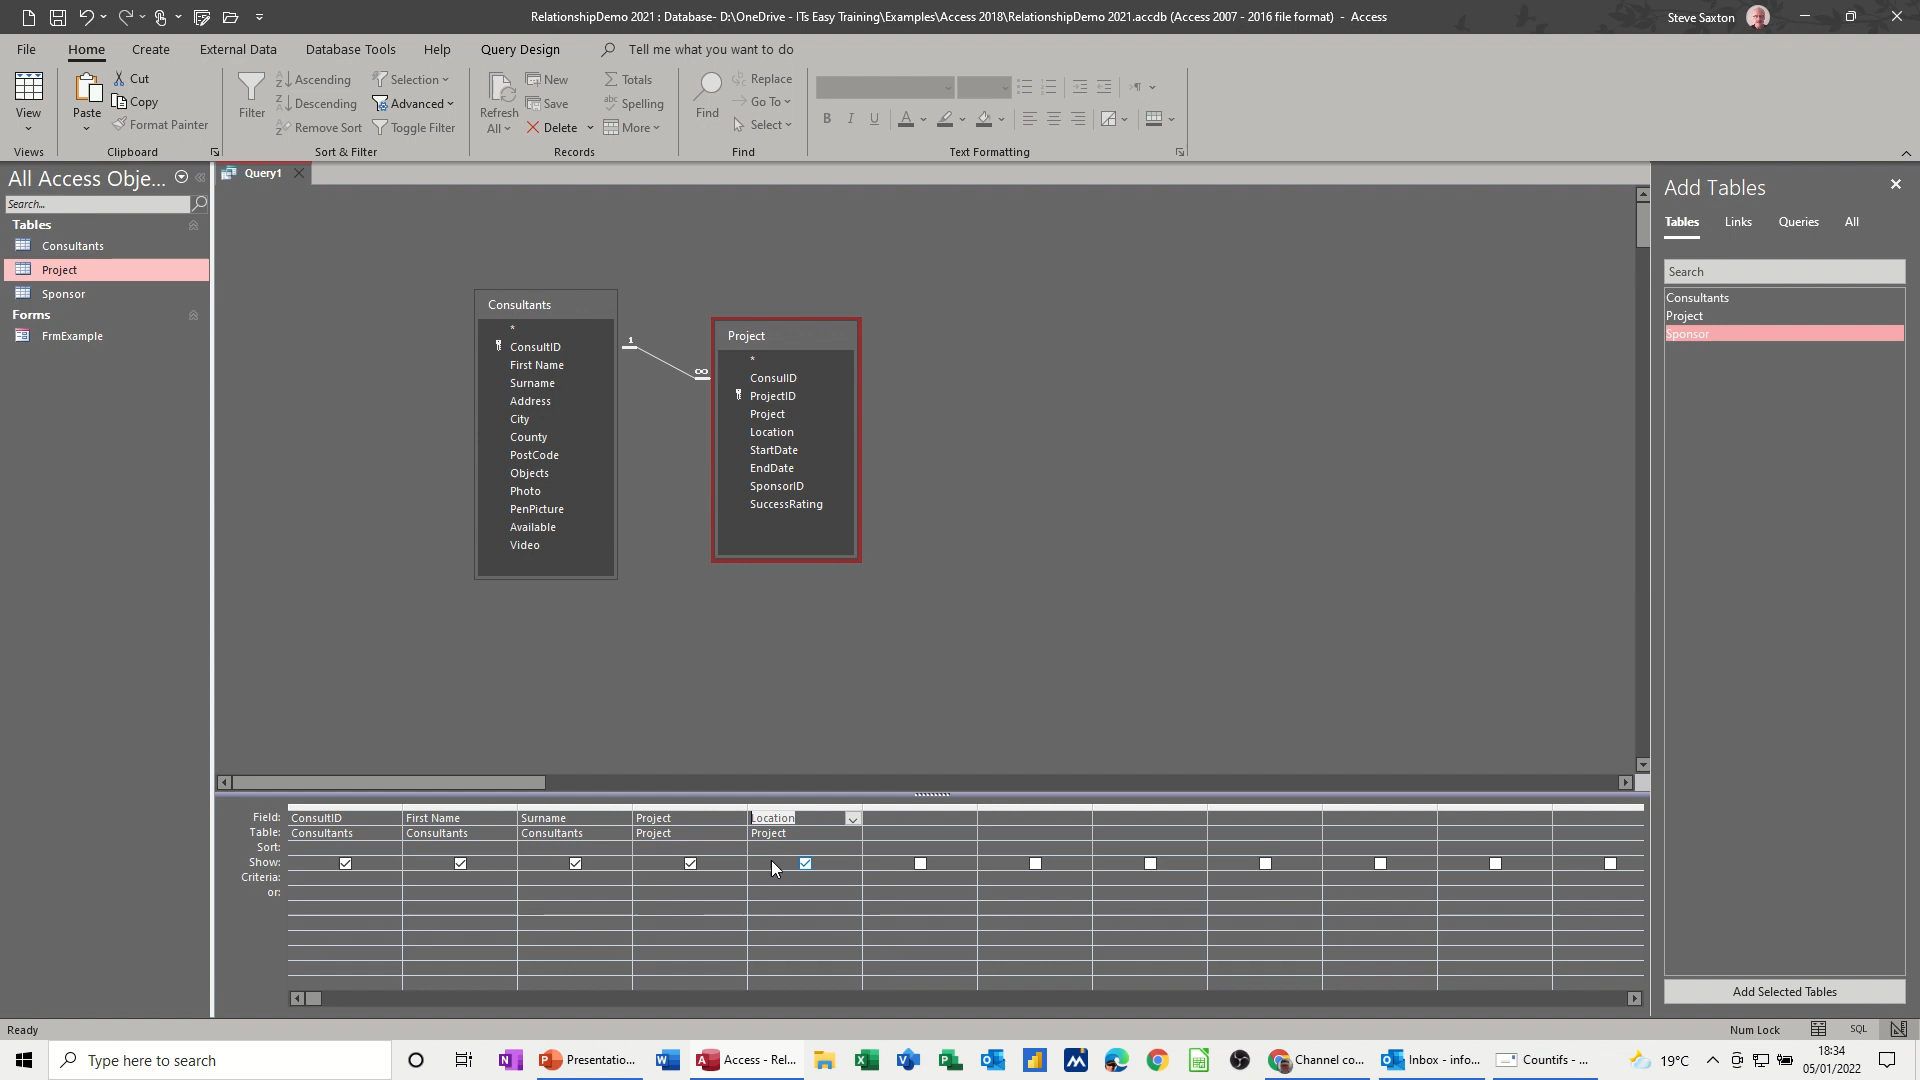 RelationshipDemo 2021 : Database- D:\OneDrive - ITs Easy Training\Examples\Access 2018\RelationshipDemo 2021.accdb (Access 2007 - 2016 file format) - Access
Steve Saxton
File Home Create External Data Database Tools Help Query Design Tell me what you want to do
View
Views
Paste
Cut
Copy
Format Painter
Clipboard
Filter
Ascending
Descending
Remove Sort
Selection
Advanced
Toggle Filter
Sort & Filter
Refresh
All
New
Save
Delete
Totals
Spelling
More
Records
Find
Replace
Go To
Select
Find
B I U
Text Formatting
All Access Obje...
Search...
Tables
Consultants
Project
Sponsor
Forms
FrmExample
Query1
Consultants
*
ConsultID
First Name
Surname
Address
City
County
PostCode
Objects
Photo
PenPicture
Available
Video
1
∞
Project
*
ConsulID
ProjectID
Project
Location
StartDate
EndDate
SponsorID
SuccessRating
Add Tables
Tables Links Queries All
Search
Consultants
Project
Sponsor
Add Selected Tables
Field: ConsultID First Name Surname Project Location
Table: Consultants Consultants Consultants Project Project
Sort:
Show:
Criteria:
or:
Ready
Num Lock
SQL
Type here to search
Presentatio...
Access - Rel...
Channel co...
Inbox - info...
Countifs - ...
19°C
18:34
05/01/2022